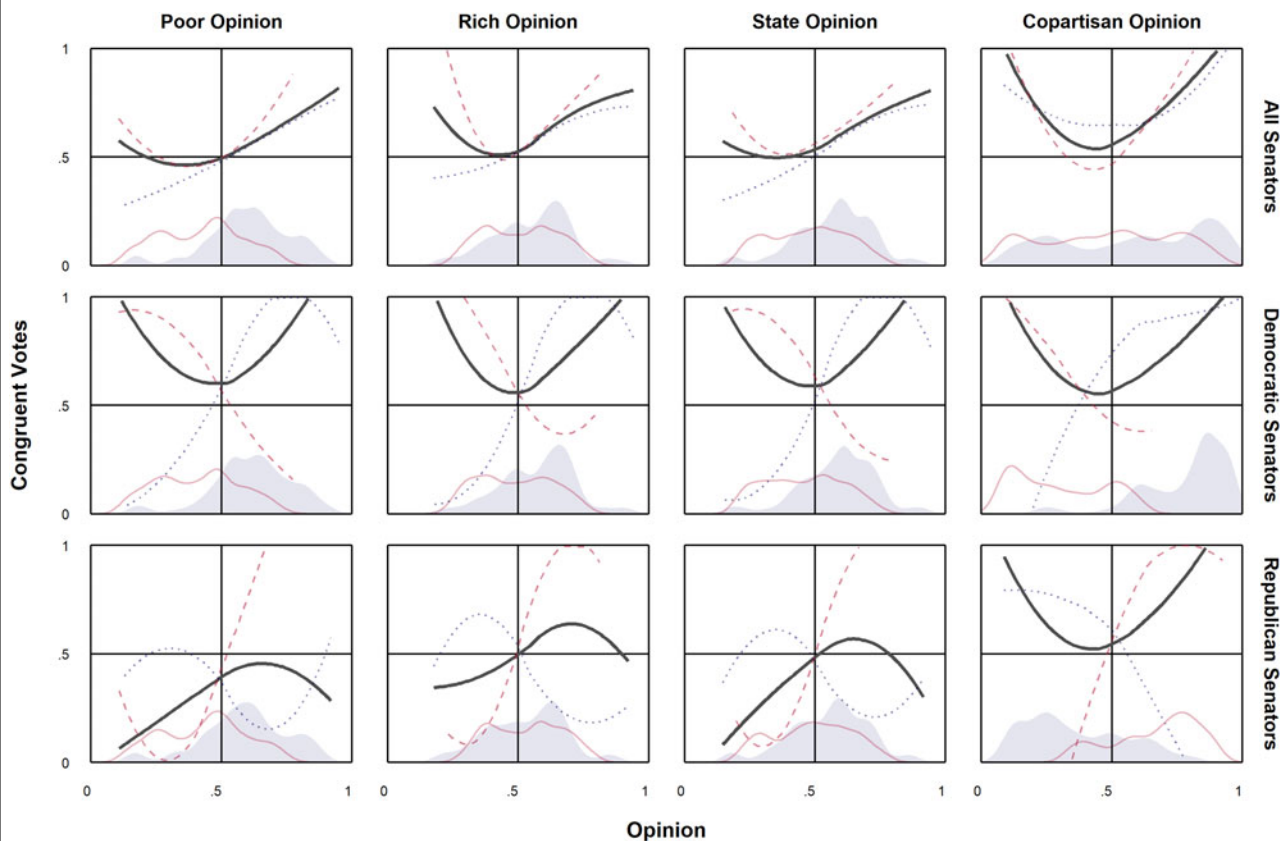 Poor Opinion Rich Opinion State Opinion Copartisan Opinion
1
.5
0
All Senators
1
.5
0
Democratic Senators
1
.5
0
Republican Senators
Congruent Votes
0 .5 1 0 .5 1 0 .5 1 0 .5 1
Opinion